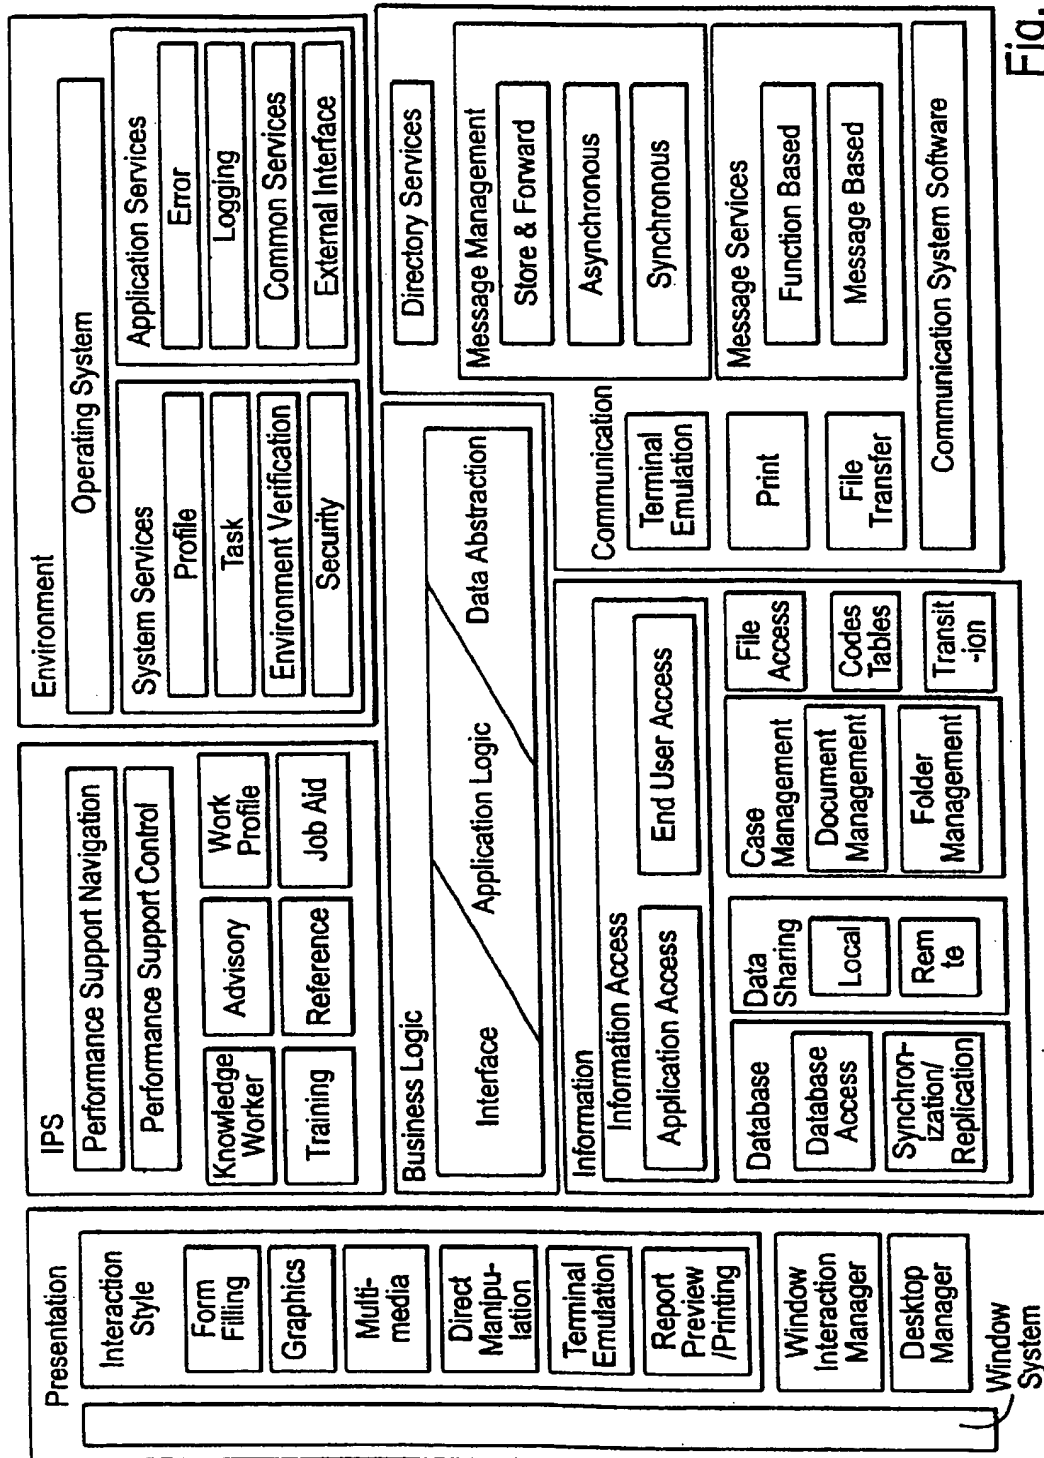 Presentation
Interaction
Style
Form
Filling
Graphics
Multi-
media
Direct
Manipu-
lation
Terminal
Emulation
Report
Preview
/Printing
Window
Interaction
Manager
Desktop
Manager
Window
System
IPS
Performance Support Navigation
Performance Support Control
Knowledge
Worker
Advisory
Work
Profile
Training
Reference
Job Aid
Environment
Operating System
System Services
Profile
Task
Environment Verification
Security
Application Services
Error
Logging
Common Services
External Interface
Business Logic
Interface
Application Logic
Data Abstraction
Information
Information Access
Application Access
End User Access
Database
Database
Access
Synchron-
ization/
Replication
Data
Sharing
Local
Rem
te
Case
Management
Document
Management
Folder
Management
File
Access
Codes
Tables
Transit
-ion
Communication
Terminal
Emulation
Print
File
Transfer
Directory Services
Message Management
Store & Forward
Asynchronous
Synchronous
Message Services
Function Based
Message Based
Communication System Software
Fig.